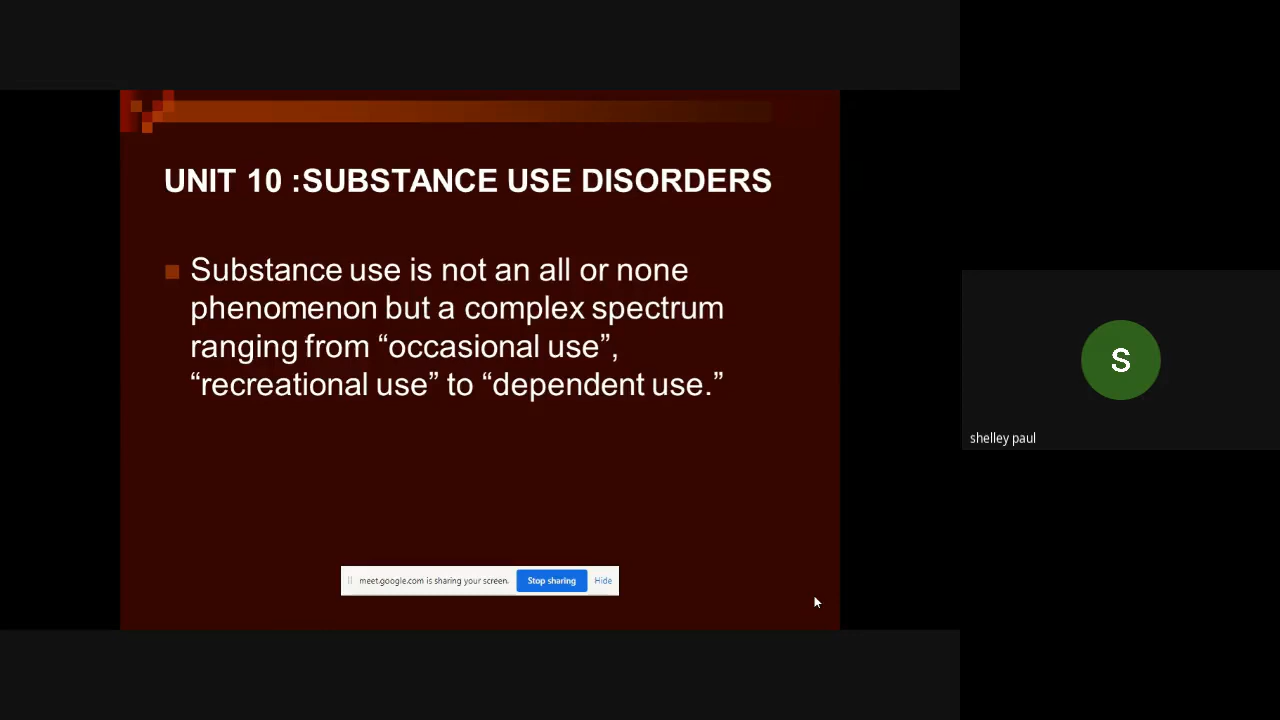 UNIT 10 :SUBSTANCE USE DISORDERS
Substance use is not an all or none
phenomenon but a complex spectrum
ranging from “occasional use”,
“recreational use” to “dependent use.”
meet.google.com is sharing your screen.
Stop sharing
Hide
S
shelley paul